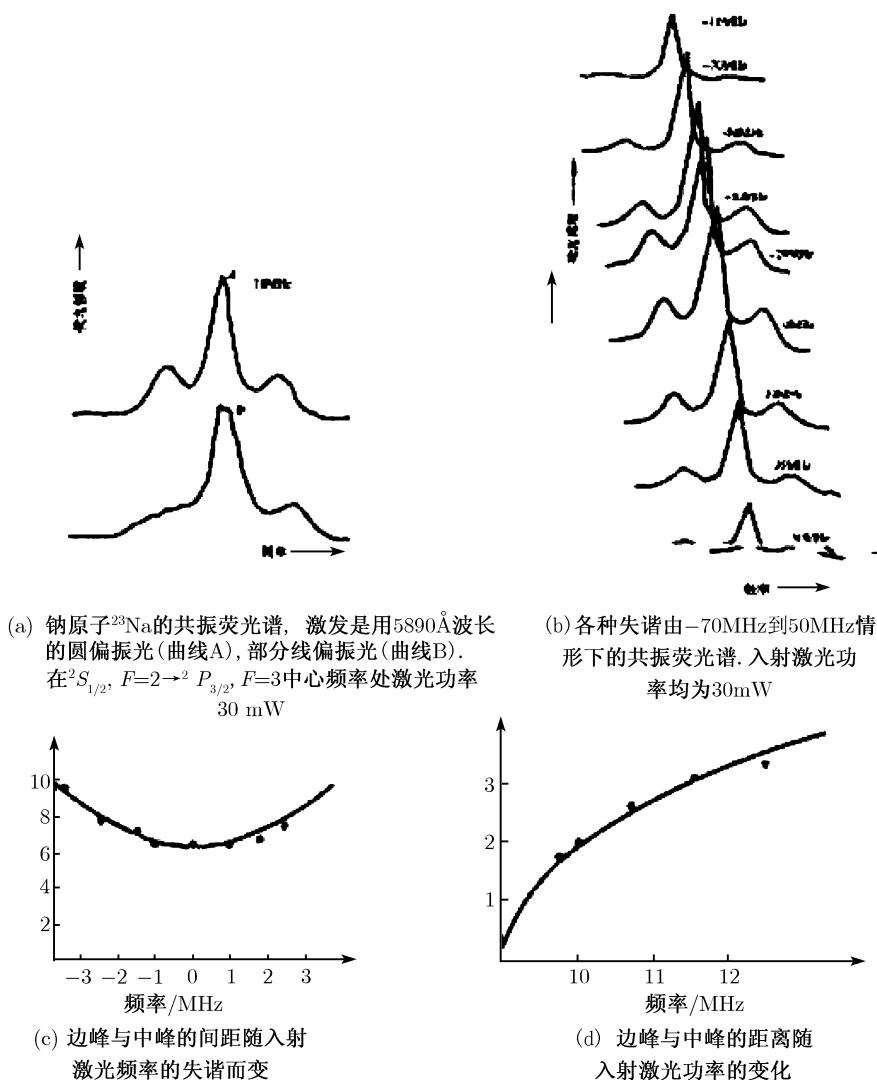 (a) 钠原子²³Na的共振荧光谱, 激发是用5890Å波长
的圆偏振光(曲线A),部分线偏振光(曲线B).
在²S₁/₂, F=2→² P₃/₂, F=3中心频率处激光功率
30 mW
(b)各种失谐由−70MHz到50MHz情
形下的共振荧光谱. 入射激光功
率均为30mW
10
8
6
4
2
−3 −2 −1 0 1 2 3
频率/MHz
(c) 边峰与中峰的间距随入射
激光频率的失谐而变
3
2
1
10 11 12
频率/MHz
(d) 边峰与中峰的距离随
入射激光功率的变化